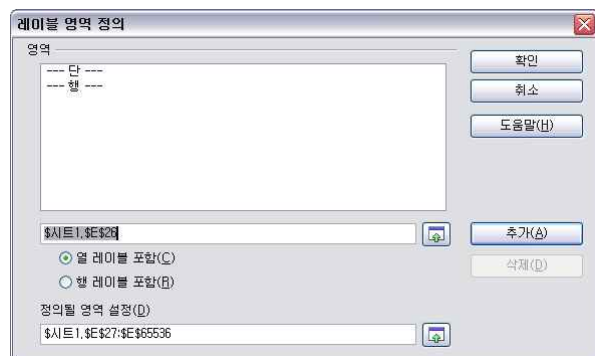 레이블 영역 정의
영역
확인
--- 단 ---
--- 행 ---
취소
도움말(H)
$시트1.$E$26
추가(A)
열 레이블 포함(C)
삭제(D)
행 레이블 포함(R)
정의될 영역 설정(D)
$시트1.$E$27:$E$65536